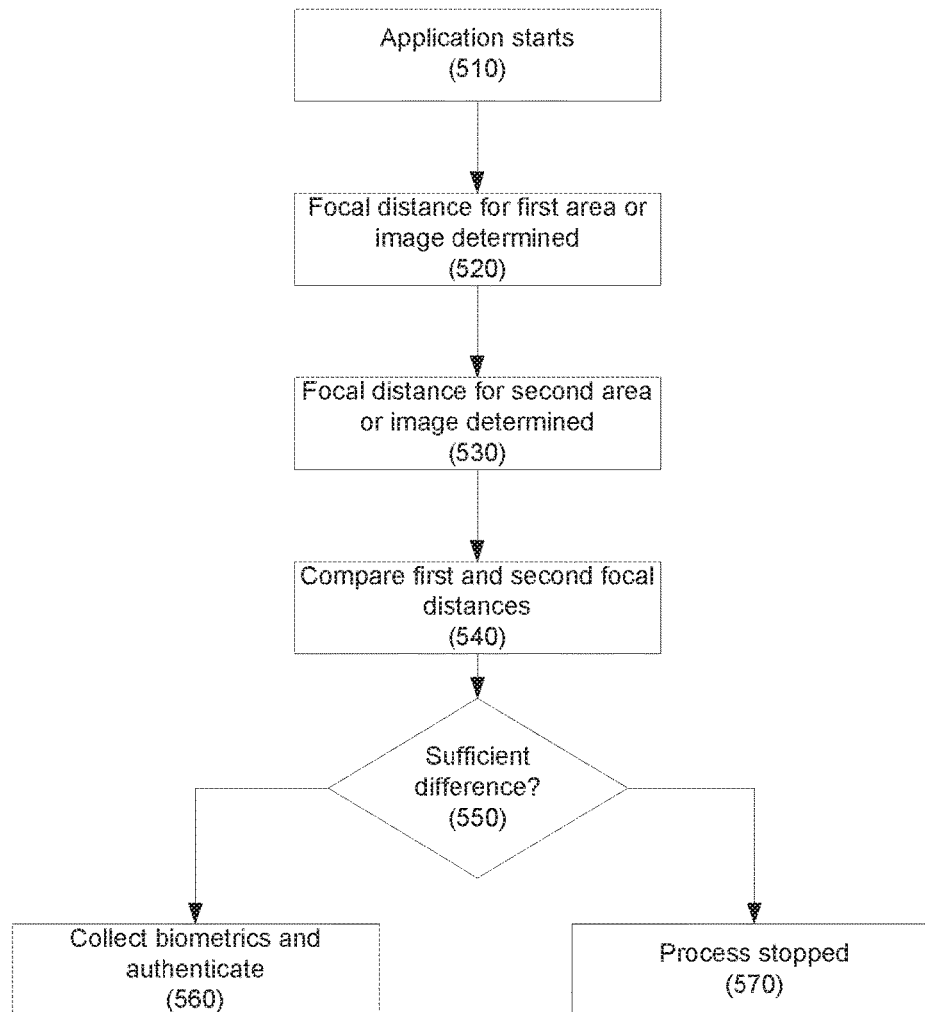 Application starts
(510)
Focal distance for first area or
image determined
(520)
Focal distance for second area
or image determined
(530)
Compare first and second focal
distances
(540)
Sufficient
difference?
(550)
Collect biometrics and
authenticate
(560)
Process stopped
(570)